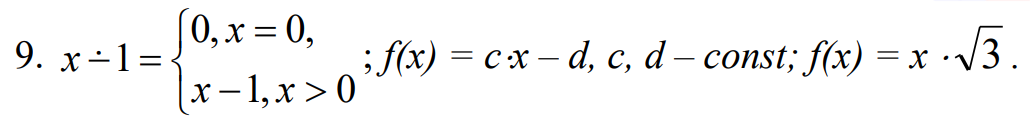 9. x ∸ 1 = { 0, x = 0, x − 1, x > 0 ; f(x) = c·x – d, c, d – const; f(x) = x ·√3 .